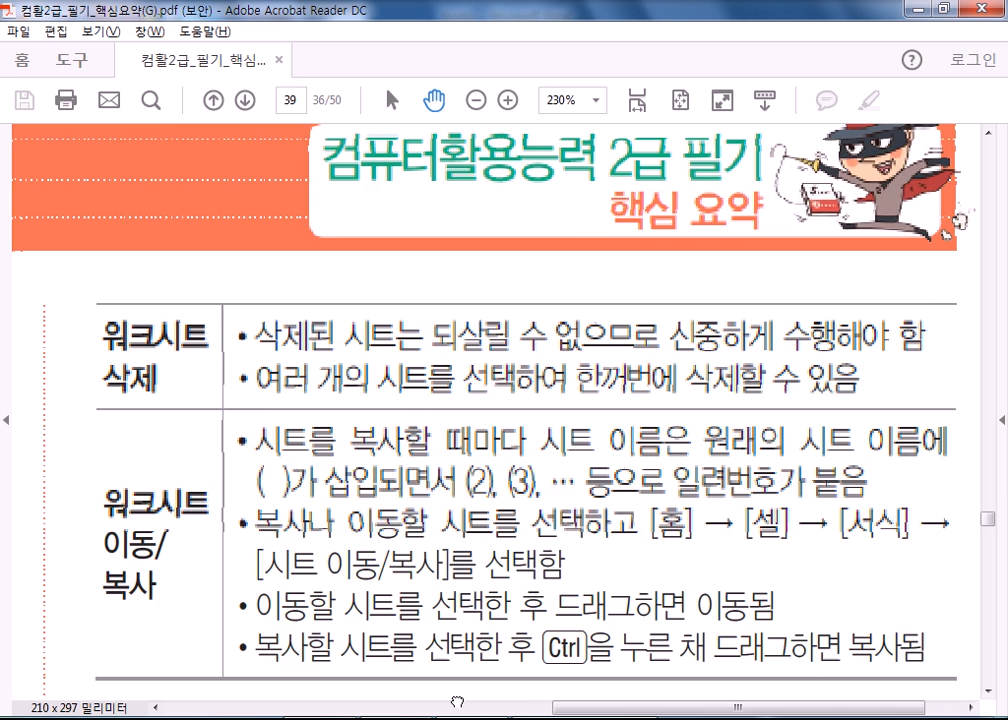 컴활2급_필기_핵심요약(G).pdf (보안) - Adobe Acrobat Reader DC
파일 편집 보기(V) 창(W) 도움말(H)
홈 도구 컴활2급_필기_핵심... × 로그인
39 36/50 230%
컴퓨터활용능력 2급 필기
핵심 요약
워크시트 삭제
• 삭제된 시트는 되살릴 수 없으므로 신중하게 수행해야 함
• 여러 개의 시트를 선택하여 한꺼번에 삭제할 수 있음
워크시트
이동/
복사
• 시트를 복사할 때마다 시트 이름은 원래의 시트 이름에
( )가 삽입되면서 (2), (3), … 등으로 일련번호가 붙음
• 복사나 이동할 시트를 선택하고 [홈] → [셀] → [서식] →
[시트 이동/복사]를 선택함
• 이동할 시트를 선택한 후 드래그하면 이동됨
• 복사할 시트를 선택한 후 Ctrl을 누른 채 드래그하면 복사됨
210 x 297 밀리미터